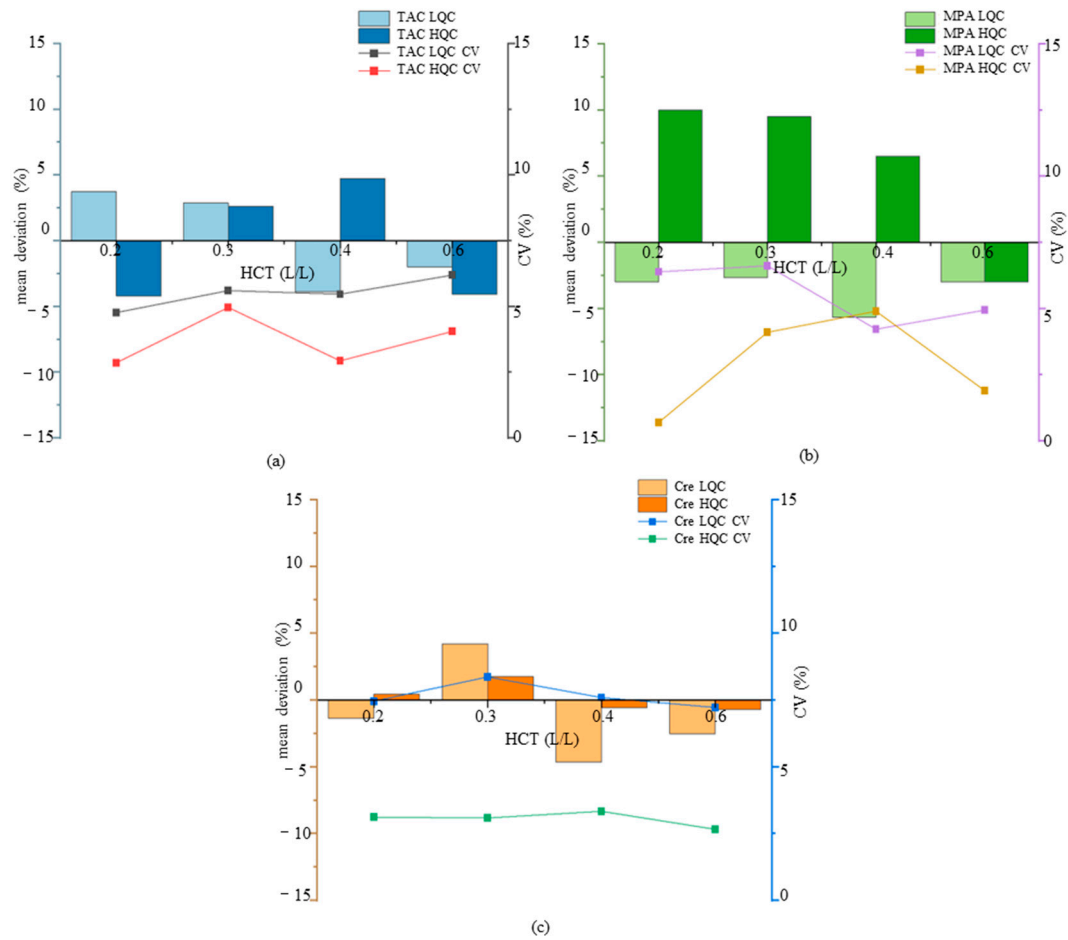 TAC LQC
TAC HQC
TAC LQC CV
TAC HQC CV
15
10
5
0
− 5
− 10
− 15
mean deviation (%)
0.2
0.3
0.4
0.6
HCT (L/L)
15
10
5
0
CV (%)
(a)
MPA LQC
MPA HQC
MPA LQC CV
MPA HQC CV
15
10
5
0
− 5
− 10
− 15
mean deviation (%)
0.2
0.3
0.4
0.6
HCT (L/L)
15
10
5
0
CV (%)
(b)
Cre LQC
Cre HQC
Cre LQC CV
Cre HQC CV
15
10
5
0
− 5
− 10
− 15
mean deviation (%)
0.2
0.3
0.4
0.6
HCT (L/L)
15
10
5
0
CV (%)
(c)